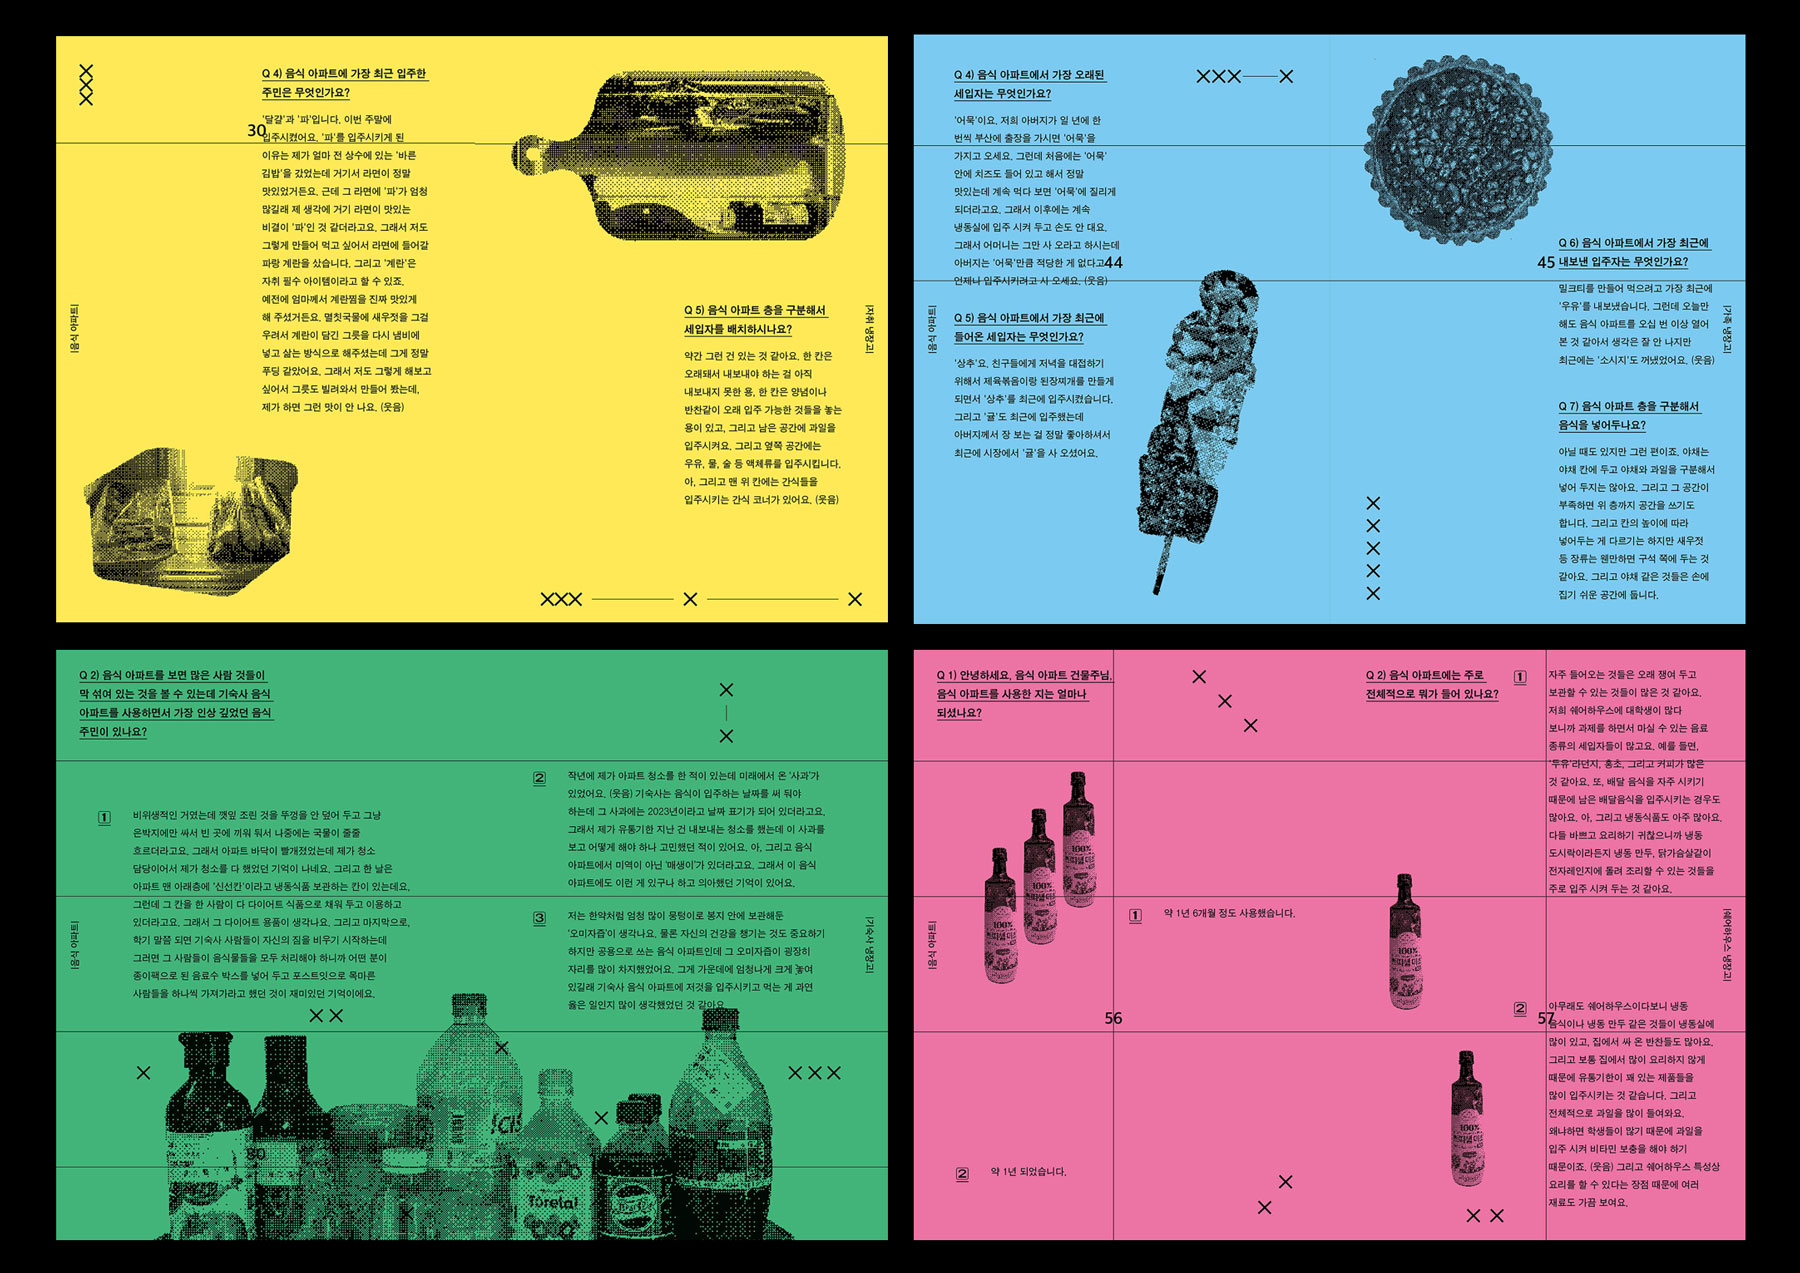 Q 4) 음식 아파트에 가장 최근 입주한
주민은 무엇인가요?
'달걀'과 '파'입니다. 이번 주말에
입주시켰어요. '파'를 입주시키게 된
이유는 제가 얼마 전 상수에 있는 '바른
김밥'을 갔었는데 거기서 라면이 정말
맛있었거든요. 근데 그 라면에 '파'가 엄청
많길래 제 생각에 거기 라면이 맛있는
비결이 '파'인 것 같더라고요. 그래서 저도
그렇게 만들어 먹고 싶어서 라면에 들어갈
파랑 계란을 샀습니다. 그리고 '계란'은
자취 필수 아이템이라고 할 수 있죠.
예전에 엄마께서 계란찜을 진짜 맛있게
해 주셨거든요. 멸칫국물에 새우젓을 그걸
우려서 계란이 담긴 그릇을 다시 냄비에
넣고 삶는 방식으로 해주셨는데 그게 정말
푸딩 같았어요. 그래서 저도 그렇게 해보고
싶어서 그릇도 빌려와서 만들어 봤는데,
제가 하면 그런 맛이 안 나요. (웃음)
30
|음식 아파트|
Q 5) 음식 아파트 층을 구분해서
세입자를 배치하시나요?
약간 그런 건 있는 것 같아요. 한 칸은
오래돼서 내보내야 하는 걸 아직
내보내지 못한 용, 한 칸은 양념이나
반찬같이 오래 입주 가능한 것들을 놓는
용이 있고, 그리고 남은 공간에 과일을
입주시켜요. 그리고 옆쪽 공간에는
우유, 물, 술 등 액체류를 입주시킵니다.
아, 그리고 맨 위 칸에는 간식들을
입주시키는 간식 코너가 있어요. (웃음)
|자취 냉장고|
Q 4) 음식 아파트에서 가장 오래된
세입자는 무엇인가요?
'어묵'이요. 저희 아버지가 일 년에 한
번씩 부산에 출장을 가시면 '어묵'을
가지고 오세요. 그런데 처음에는 '어묵'
안에 치즈도 들어 있고 해서 정말
맛있는데 계속 먹다 보면 '어묵'에 질리게
되더라고요. 그래서 이후에는 계속
냉동실에 입주 시켜 두고 손도 안 대요.
그래서 어머니는 그만 사 오라고 하시는데
아버지는 '어묵'만큼 적당한 게 없다고
언제나 입주시키려고 사 오세요. (웃음)
44
Q 5) 음식 아파트에서 가장 최근에
들어온 세입자는 무엇인가요?
'상추'요. 친구들에게 저녁을 대접하기
위해서 제육볶음이랑 된장찌개를 만들게
되면서 '상추'를 최근에 입주시켰습니다.
그리고 '귤'도 최근에 입주했는데
아버지께서 장 보는 걸 정말 좋아하셔서
최근에 시장에서 '귤'을 사 오셨어요.
|음식 아파트|
45
Q 6) 음식 아파트에서 가장 최근에
내보낸 입주자는 무엇인가요?
밀크티를 만들어 먹으려고 가장 최근에
'우유'를 내보냈습니다. 그런데 오늘만
해도 음식 아파트를 오십 번 이상 열어
본 것 같아서 생각은 잘 안 나지만
최근에는 '소시지'도 꺼냈었어요. (웃음)
Q 7) 음식 아파트 층을 구분해서
음식을 넣어두나요?
아닐 때도 있지만 그런 편이죠. 야채는
야채 칸에 두고 야채와 과일을 구분해서
넣어 두지는 않아요. 그리고 그 공간이
부족하면 위 층까지 공간을 쓰기도
합니다. 그리고 칸의 높이에 따라
넣어두는 게 다르기는 하지만 새우젓
등 장류는 웬만하면 구석 쪽에 두는 것
같아요. 그리고 야채 같은 것들은 손에
집기 쉬운 공간에 둡니다.
|가족 냉장고|
Q 2) 음식 아파트를 보면 많은 사람 것들이
막 섞여 있는 것을 볼 수 있는데 기숙사 음식
아파트를 사용하면서 가장 인상 깊었던 음식
주민이 있나요?
1
비위생적인 거였는데 깻잎 조린 것을 뚜껑을 안 덮어 두고 그냥
은박지에만 싸서 빈 곳에 끼워 둬서 나중에는 국물이 줄줄
흐르더라고요. 그래서 아파트 바닥이 빨개졌었는데 제가 청소
담당이어서 제가 청소를 다 했었던 기억이 나네요. 그리고 한 날은
아파트 맨 아래층에 '신선칸'이라고 냉동식품 보관하는 칸이 있는데요,
그런데 그 칸을 한 사람이 다 다이어트 식품으로 채워 두고 이용하고
있더라고요. 그래서 그 다이어트 용품이 생각나요. 그리고 마지막으로,
학기 말쯤 되면 기숙사 사람들이 자신의 짐을 비우기 시작하는데
그러면 그 사람들이 음식물들을 모두 처리해야 하니까 어떤 분이
종이팩으로 된 음료수 박스를 넣어 두고 포스트잇으로 목마른
사람들을 하나씩 가져가라고 했던 것이 재미있던 기억이에요.
|음식 아파트|
80
2
작년에 제가 아파트 청소를 한 적이 있는데 미래에서 온 '사과'가
있었어요. (웃음) 기숙사는 음식이 입주하는 날짜를 써 둬야
하는데 그 사과에는 2023년이라고 날짜 표기가 되어 있더라고요.
그래서 제가 유통기한 지난 건 내보내는 청소를 했는데 이 사과를
보고 어떻게 해야 하나 고민했던 적이 있어요. 아, 그리고 음식
아파트에서 미역이 아닌 '매생이'가 있더라고요. 그래서 이 음식
아파트에도 이런 게 있구나 하고 의아했던 기억이 있어요.
3
저는 한약처럼 엄청 많이 뭉텅이로 봉지 안에 보관해둔
'오미자즙'이 생각나요. 물론 자신의 건강을 챙기는 것도 중요하기
하지만 공용으로 쓰는 음식 아파트인데 그 오미자즙이 굉장히
자리를 많이 차지했었어요. 그게 가운데에 엄청나게 크게 놓여
있길래 기숙사 음식 아파트에 저것을 입주시키고 먹는 게 과연
옳은 일인지 많이 생각했었던 것 같아요.
|기숙사 냉장고|
Toreta!
Q 1) 안녕하세요, 음식 아파트 건물주님,
음식 아파트를 사용한 지는 얼마나
되셨나요?
1
약 1년 6개월 정도 사용했습니다.
2
약 1년 되었습니다.
|음식 아파트|
56
100%
100%
100%
Q 2) 음식 아파트에는 주로
전체적으로 뭐가 들어 있나요?
1
자주 들어오는 것들은 오래 쟁여 두고
보관할 수 있는 것들이 많은 것 같아요.
저희 쉐어하우스에 대학생이 많다
보니까 과제를 하면서 마실 수 있는 음료
종류의 세입자들이 많고요. 예를 들면,
'두유'라던지, 홍초, 그리고 커피가 많은
것 같아요. 또, 배달 음식을 자주 시키기
때문에 남은 배달음식을 입주시키는 경우도
많아요. 아, 그리고 냉동식품도 아주 많아요.
다들 바쁘고 요리하기 귀찮으니까 냉동
도시락이라든지 냉동 만두, 닭가슴살같이
전자레인지에 돌려 조리할 수 있는 것들을
주로 입주 시켜 두는 것 같아요.
2
아무래도 쉐어하우스이다보니 냉동
음식이나 냉동 만두 같은 것들이 냉동실에
많이 있고, 집에서 싸 온 반찬들도 많아요.
그리고 보통 집에서 많이 요리하지 않게
때문에 유통기한이 꽤 있는 제품들을
많이 입주시키는 것 같습니다. 그리고
전체적으로 과일을 많이 들여와요.
왜냐하면 학생들이 많기 때문에 과일을
입주 시켜 비타민 보충을 해야 하기
때문이죠. (웃음) 그리고 쉐어하우스 특성상
요리를 할 수 있다는 장점 때문에 여러
재료도 가끔 보여요.
57
|쉐어하우스 냉장고|
100%
100%